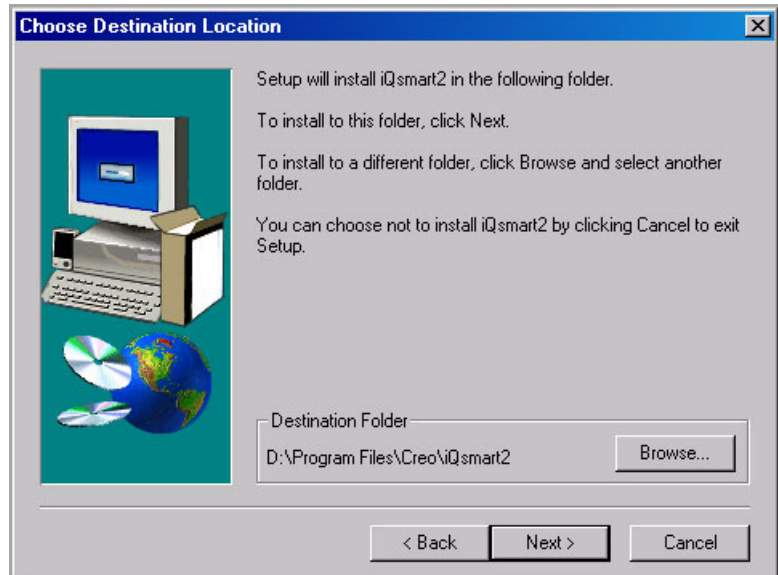 Choose Destination Location
Setup will install iQsmart2 in the following folder.
To install to this folder, click Next.
To install to a different folder, click Browse and select another
folder.
You can choose not to install iQsmart2 by clicking Cancel to exit
Setup.
Destination Folder
D:\Program Files\Creo\iQsmart2
Browse...
< Back
Next >
Cancel